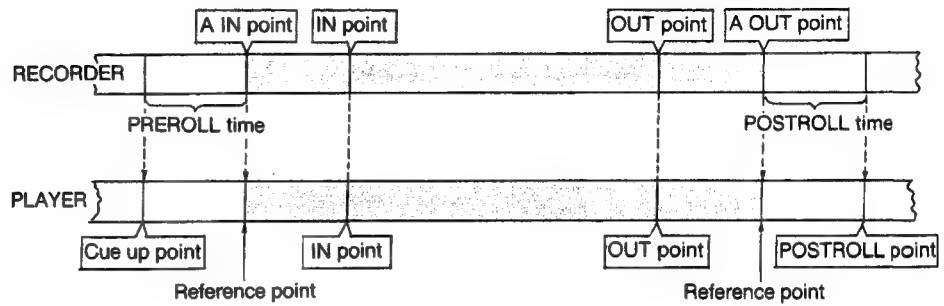 A IN point IN point OUT point A OUT point
RECORDER
PREROLL time POSTROLL time
PLAYER
Cue up point IN point OUT point POSTROLL point
Reference point Reference point